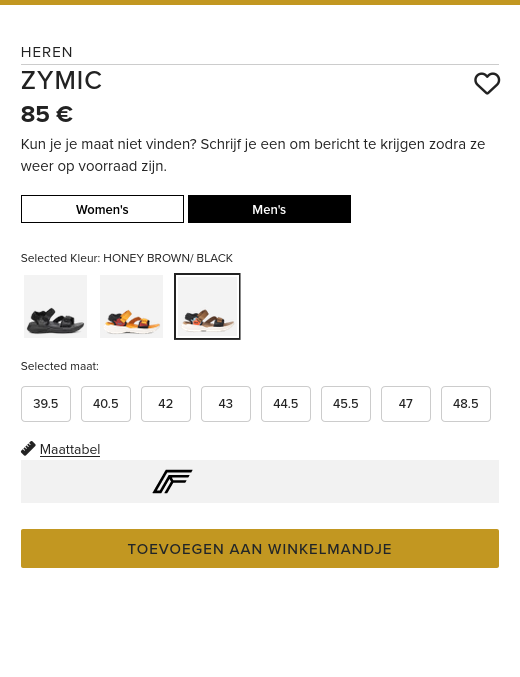 HEREN
ZYMIC
85 €
Kun je je maat niet vinden? Schrijf je een om bericht te krijgen zodra ze
weer op voorraad zijn.
Women's Men's
Selected Kleur: HONEY BROWN/ BLACK
Selected maat:
39.5 40.5 42 43 44.5 45.5 47 48.5
Maattabel
TOEVOEGEN AAN WINKELMANDJE